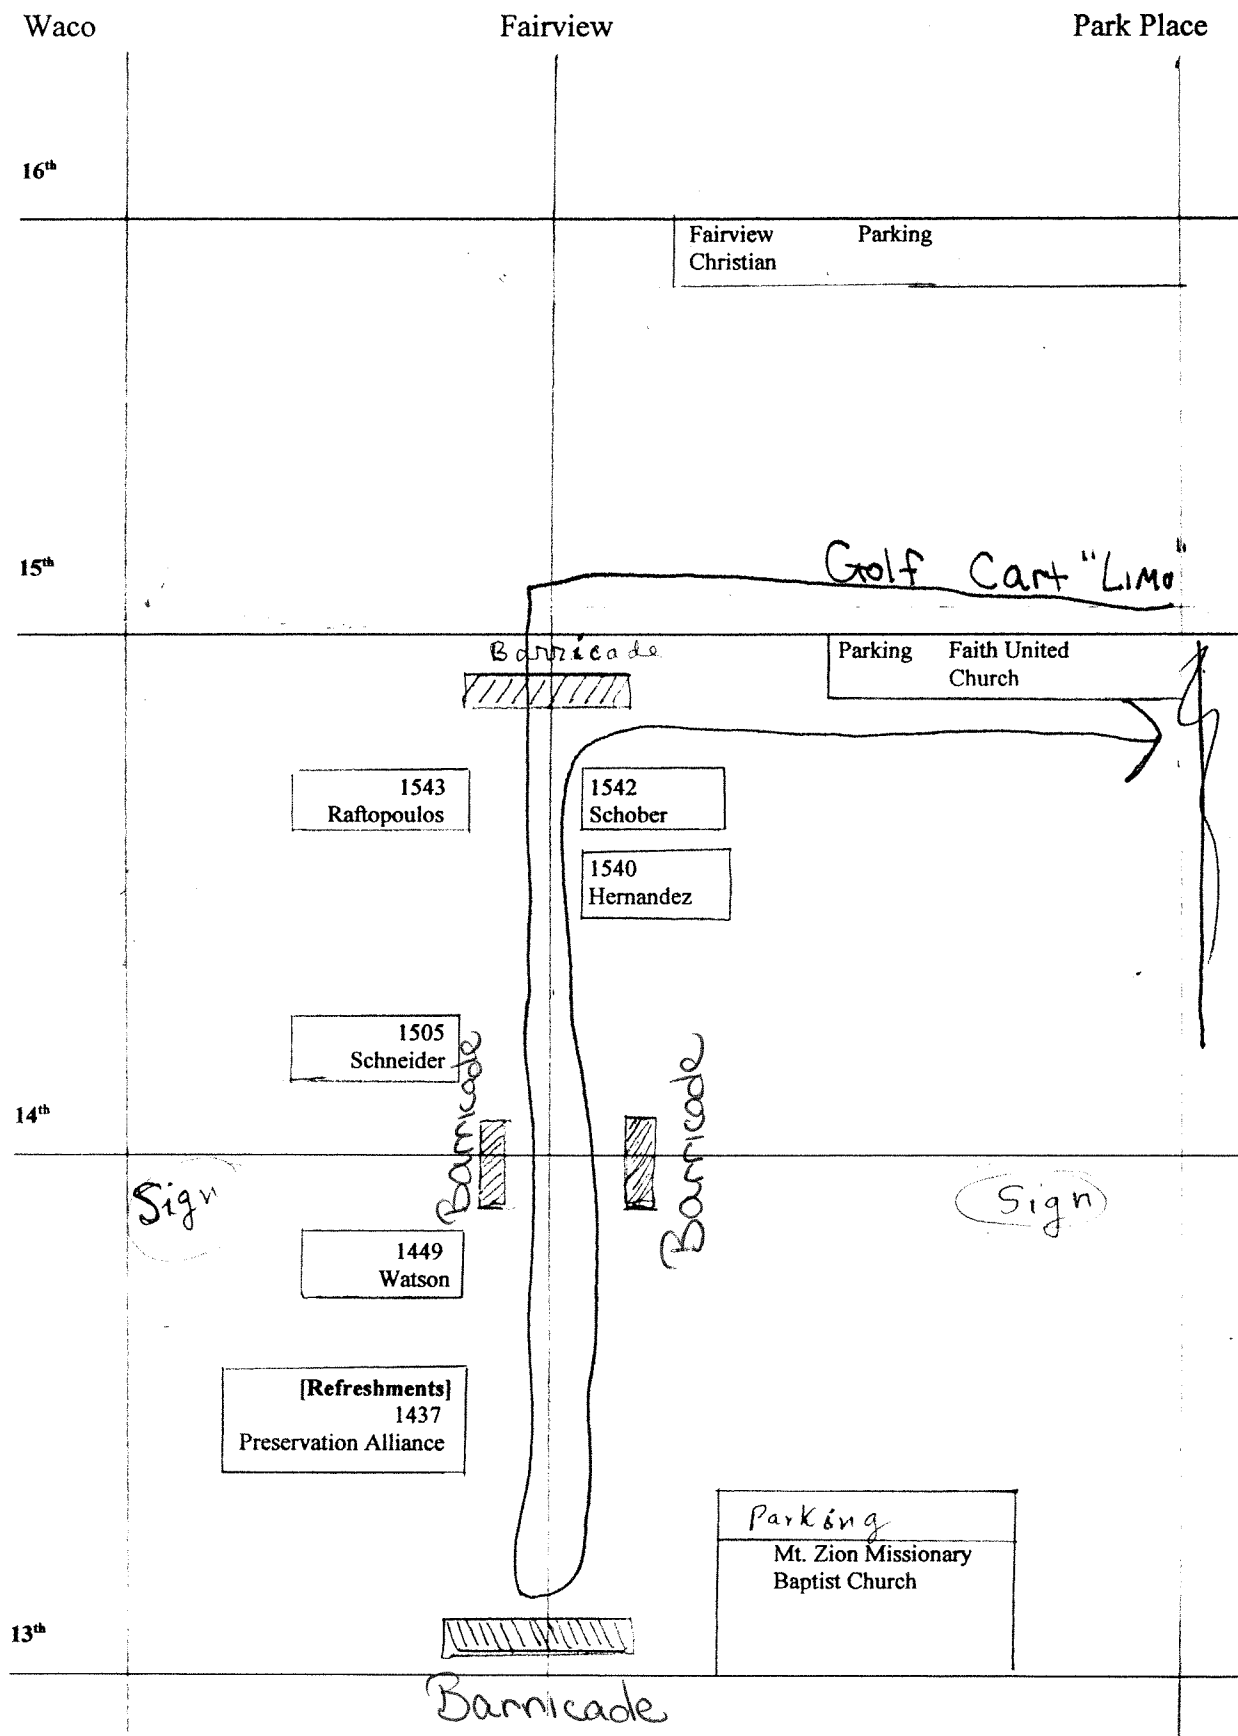 Waco Fairview Park Place
16th
Fairview Parking
Christian
15th
Golf Cart "Limo"
Barricade
Parking Faith United
Church
1543
Raftopoulos
1542
Schober
1540
Hernandez
1505
Schneider
Barricade
Barricade
14th
Sign
Sign
1449
Watson
[Refreshments]
1437
Preservation Alliance
Parking
Mt. Zion Missionary
Baptist Church
13th
Barricade